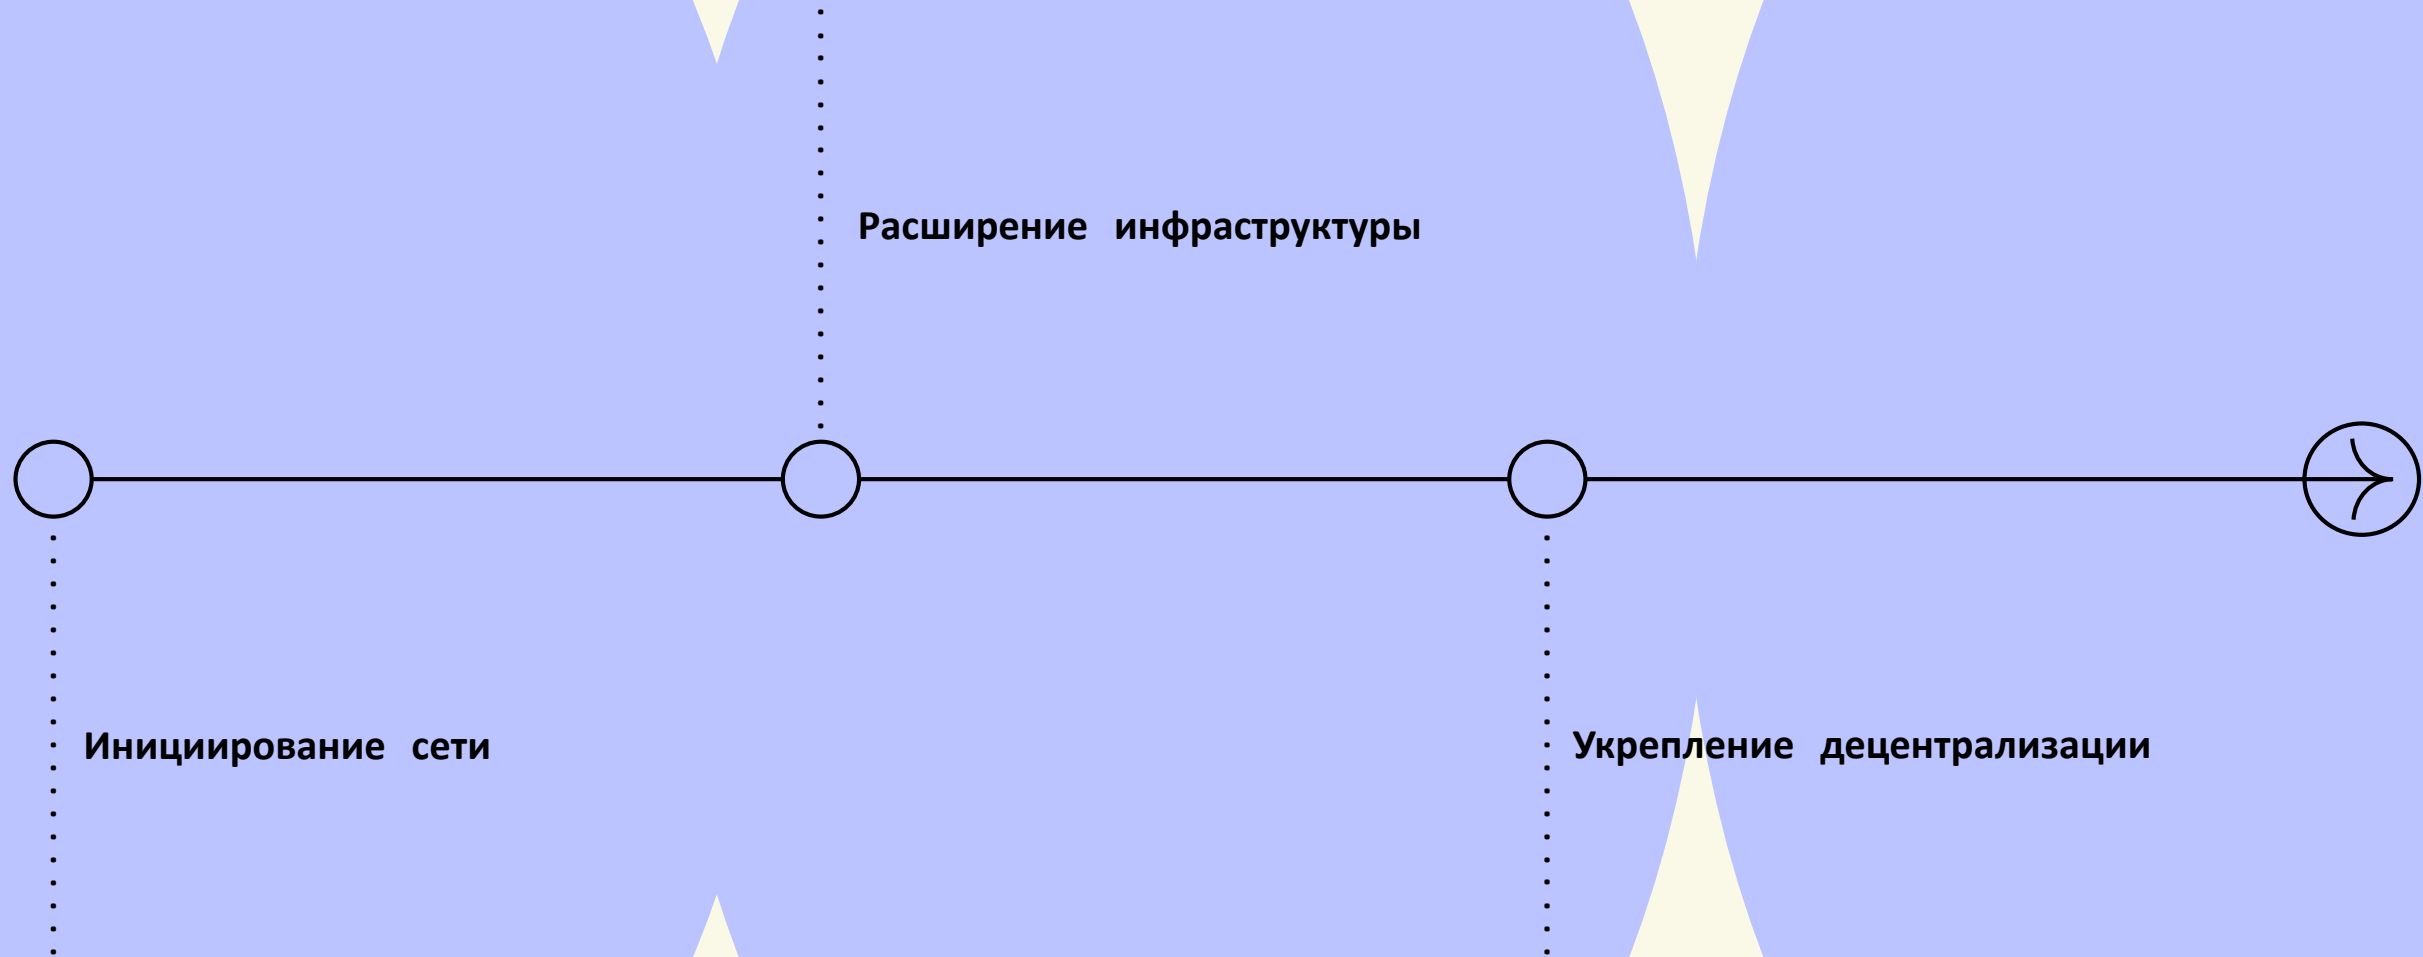 Расширение инфраструктуры
Инициирование сети
Укрепление децентрализации